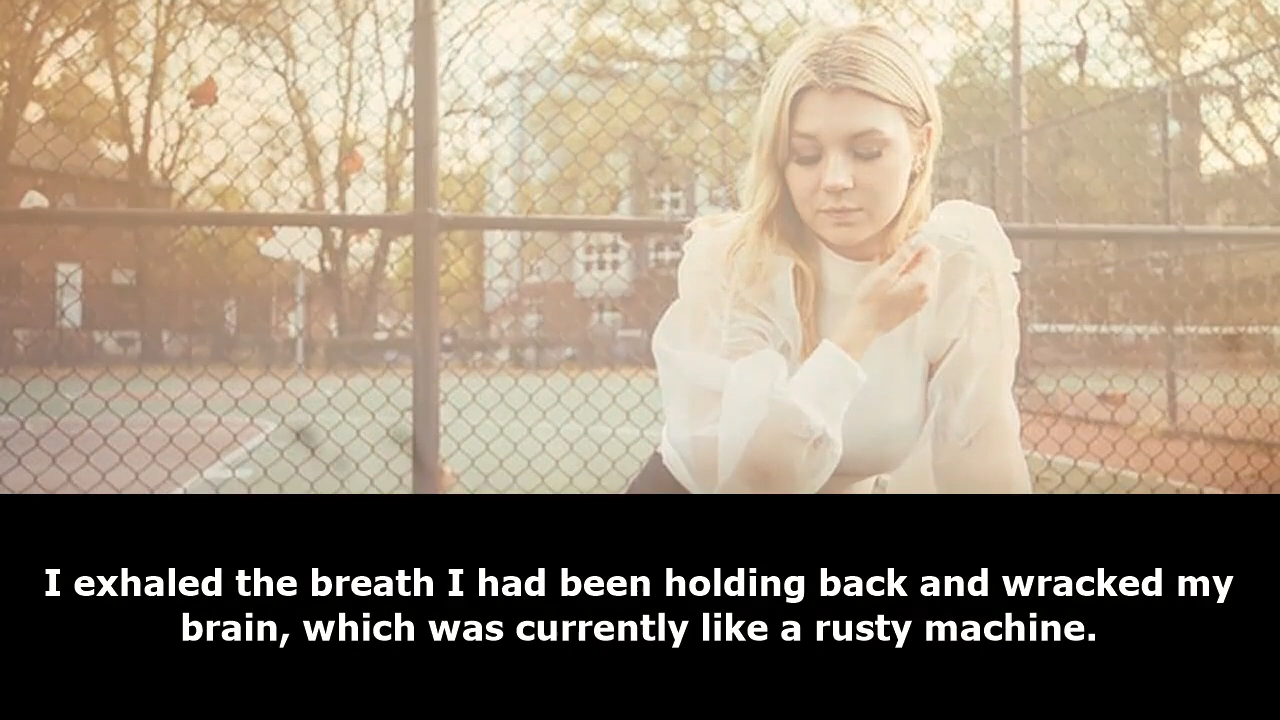 I exhaled the breath I had been holding back and wracked my
brain, which was currently like a rusty machine.